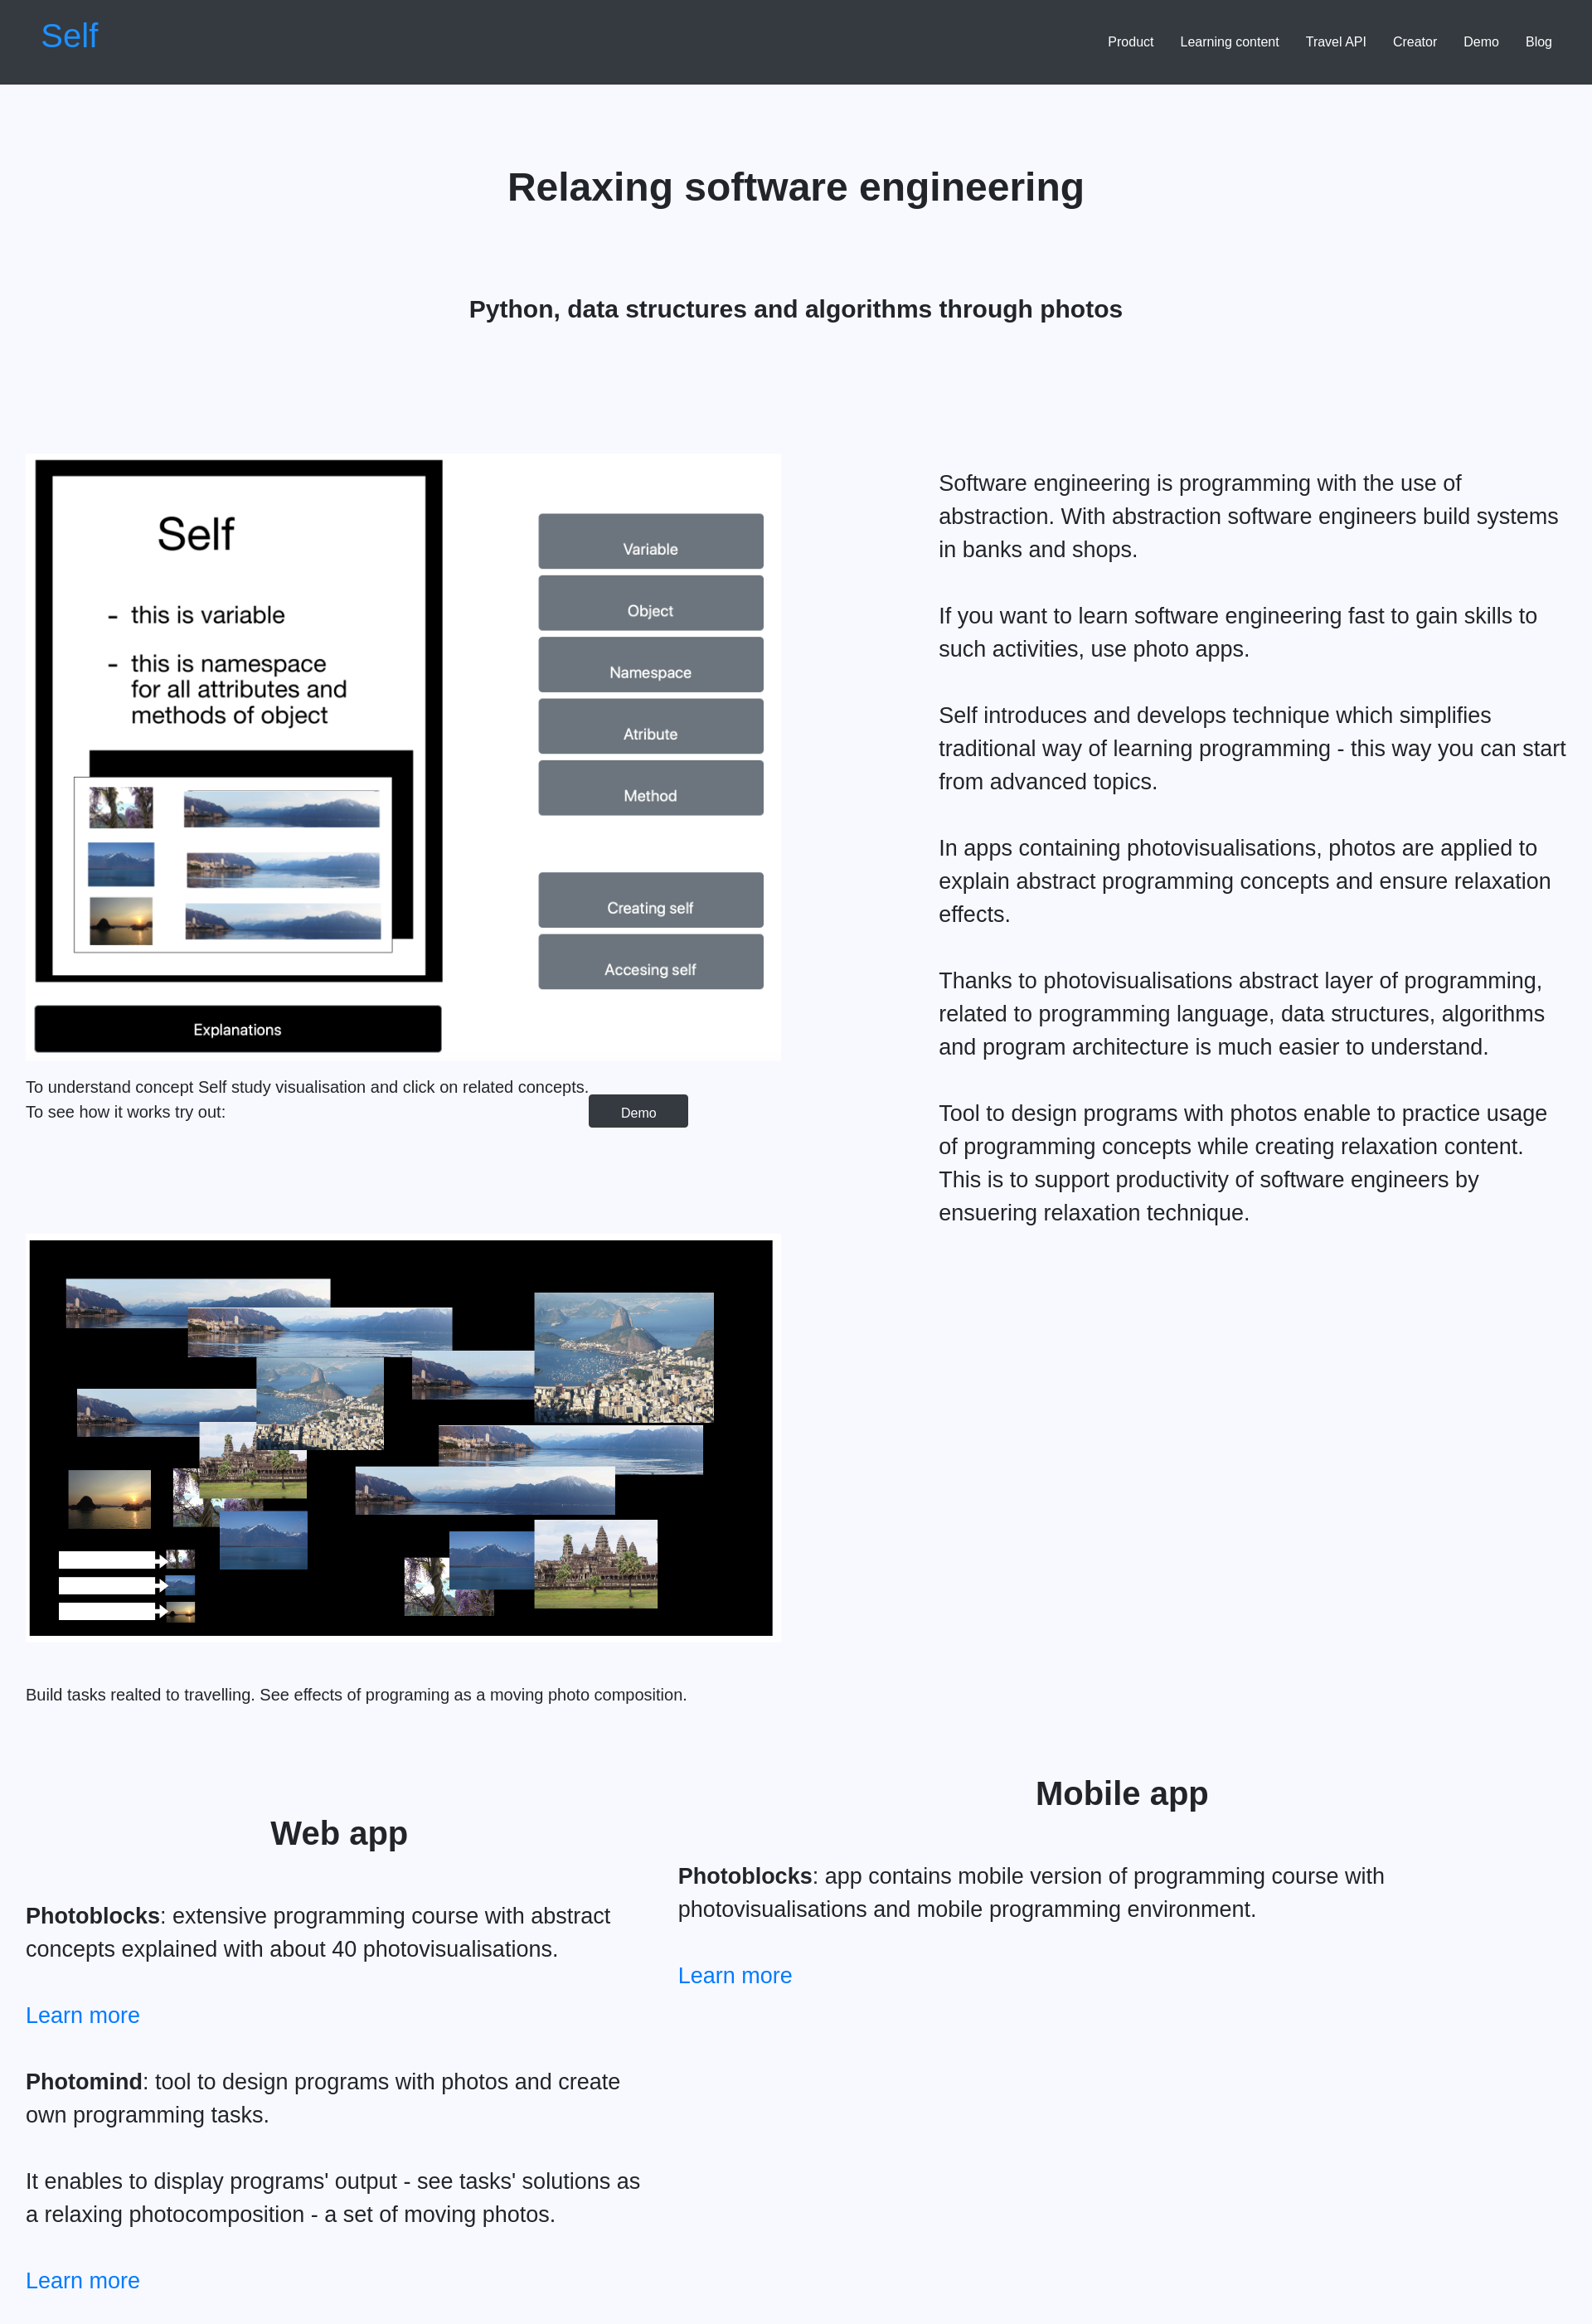 Self
Product
Learning content
Travel API
Creator
Demo
Blog
Relaxing software engineering
Python, data structures and algorithms through photos
Self
- this is variable
- this is namespace
for all attributes and
methods of object
Explanations
Variable
Object
Namespace
Atribute
Method
Creating self
Accesing self
To understand concept Self study visualisation and click on related concepts.
To see how it works try out:
Demo
Software engineering is programming with the use of
abstraction. With abstraction software engineers build systems
in banks and shops.
If you want to learn software engineering fast to gain skills to
such activities, use photo apps.
Self introduces and develops technique which simplifies
traditional way of learning programming - this way you can start
from advanced topics.
In apps containing photovisualisations, photos are applied to
explain abstract programming concepts and ensure relaxation
effects.
Thanks to photovisualisations abstract layer of programming,
related to programming language, data structures, algorithms
and program architecture is much easier to understand.
Tool to design programs with photos enable to practice usage
of programming concepts while creating relaxation content.
This is to support productivity of software engineers by
ensuering relaxation technique.
Build tasks realted to travelling. See effects of programing as a moving photo composition.
Web app
Photoblocks: extensive programming course with abstract
concepts explained with about 40 photovisualisations.
Learn more
Photomind: tool to design programs with photos and create
own programming tasks.
It enables to display programs' output - see tasks' solutions as
a relaxing photocomposition - a set of moving photos.
Learn more
Mobile app
Photoblocks: app contains mobile version of programming course with
photovisualisations and mobile programming environment.
Learn more